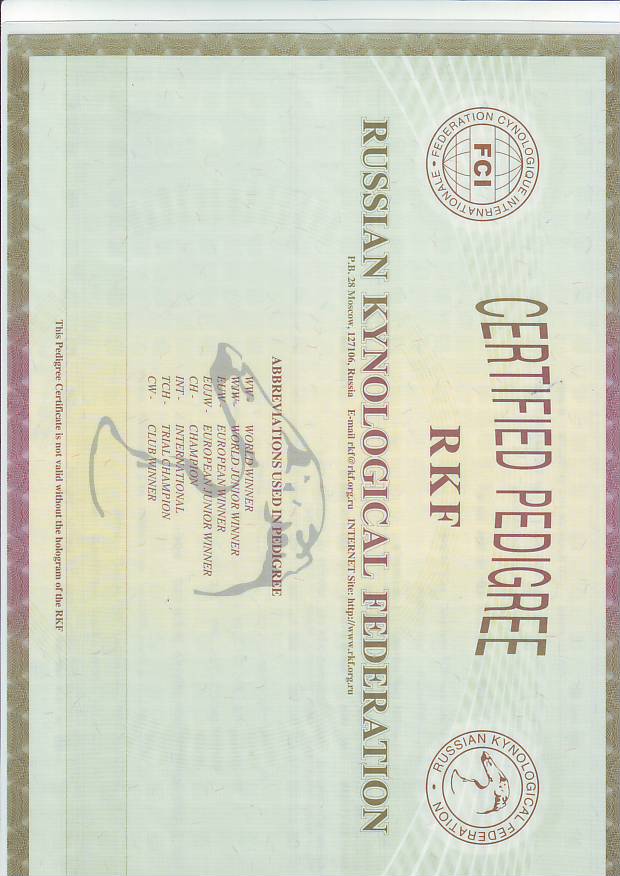 CERTIFIED PEDIGREE
FEDERATION CYNOLOGIQUE INTERNATIONALE
FCI
RKF
RUSSIAN KYNOLOGICAL FEDERATION
RUSSIAN KYNOLOGICAL FEDERATION
P.B. 28 Moscow, 127106, Russia E-mail rkf@rkf.org.ru INTERNET Site: http://www.rkf.org.ru
ABBREVIATIONS USED IN PEDIGREE
WW - WORLD WINNER
WJW - WORLD JUNIOR WINNER
EUW - EUROPEAN WINNER
EUJW - EUROPEAN JUNIOR WINNER
CH - CHAMPION
INT - INTERNATIONAL
TCH - TRIAL CHAMPION
CW - CLUB WINNER
This Pedigree Certificate is not valid without the hologram of the RKF